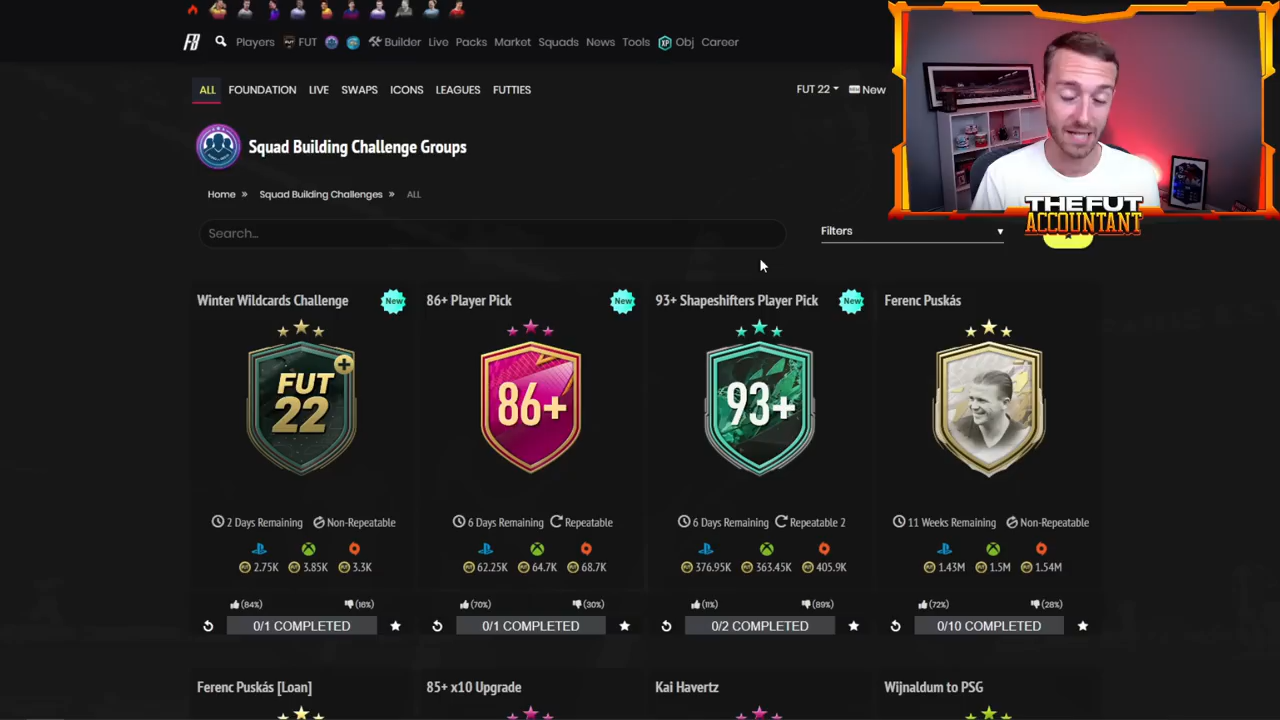 Players FUT Builder Live Packs Market Squads News Tools XP Obj Career
ALL FOUNDATION LIVE SWAPS ICONS LEAGUES FUTTIES
FUT 22 New
Squad Building Challenge Groups
Home » Squad Building Challenges » ALL
Search...
Filters
THE FUT
ACCOUNTANT
Winter Wildcards Challenge New
FUT
22
2 Days Remaining Non-Repeatable
2.75K 3.85K 3.3K
(84%) (16%)
0/1 COMPLETED
86+ Player Pick New
86+
6 Days Remaining Repeatable
62.25K 64.7K 68.7K
(70%) (30%)
0/1 COMPLETED
93+ Shapeshifters Player Pick New
93+
6 Days Remaining Repeatable 2
376.95K 363.45K 405.9K
(11%) (89%)
0/2 COMPLETED
Ferenc Puskás
11 Weeks Remaining Non-Repeatable
1.43M 1.5M 1.54M
(72%) (28%)
0/10 COMPLETED
Ferenc Puskás [Loan]
85+ x10 Upgrade
Kai Havertz
Wijnaldum to PSG